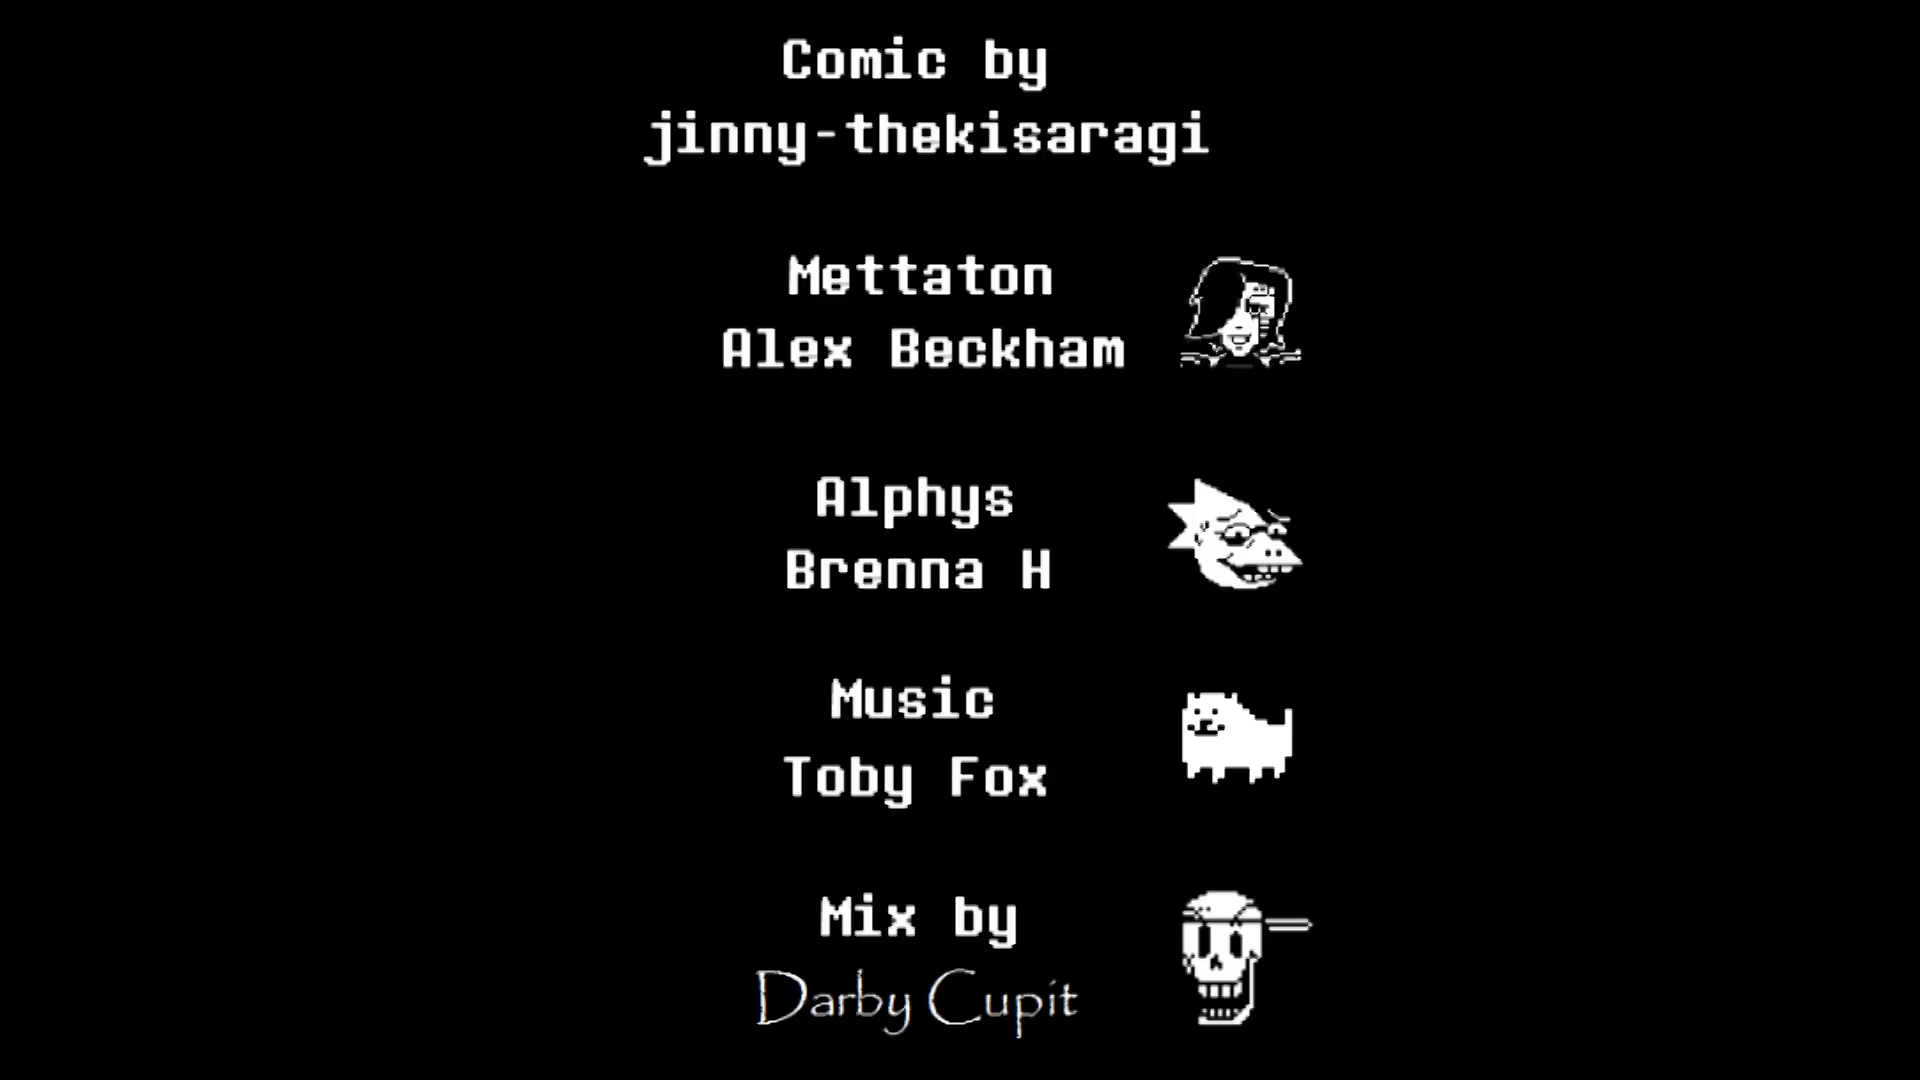 Comic by
jinny-thekisaragi
Mettaton
Alex Beckham
Alphys
Brenna H
Music
Toby Fox
Mix by
Darby Cupit